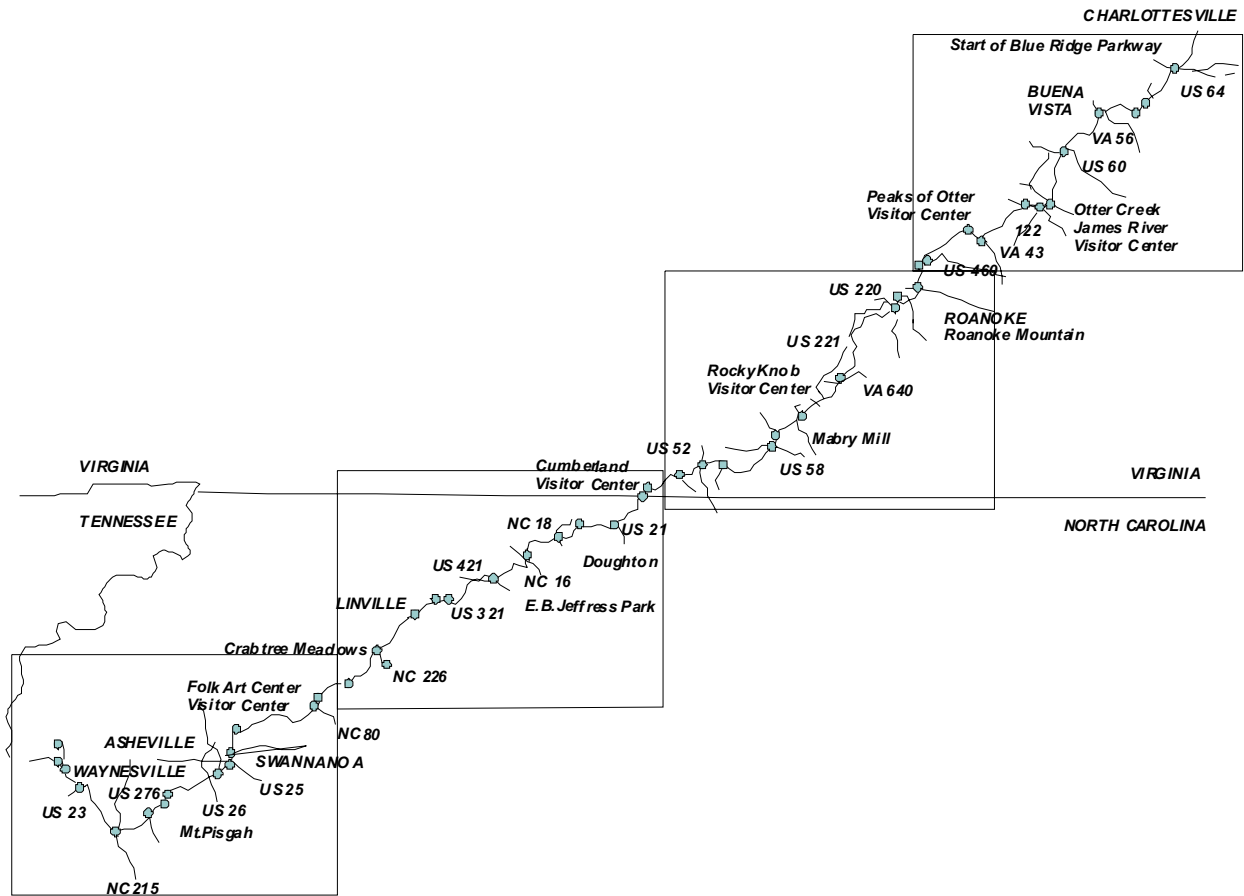 CHARLOTTESVILLE
Start of Blue Ridge Parkway
US 64
BUENA
VISTA
VA 56
US 60
Peaks of Otter
Visitor Center
Otter Creek
James River
Visitor Center
122
VA 43
US 460
US 220
ROANOKE
Roanoke Mountain
US 221
Rocky Knob
Visitor Center
VA 640
Mabry Mill
US 52
US 58
Cumberland
Visitor Center
VIRGINIA
VIRGINIA
TENNESSEE
NORTH CAROLINA
NC 18
US 21
Doughton
US 421
NC 16
E.B. Jeffress Park
LINVILLE
US 321
Crabtree Meadows
NC 226
Folk Art Center
Visitor Center
NC 80
ASHEVILLE
SWANNANOA
WAYNESVILLE
US 25
US 276
US 26
US 23
Mt.Pisgah
NC 215